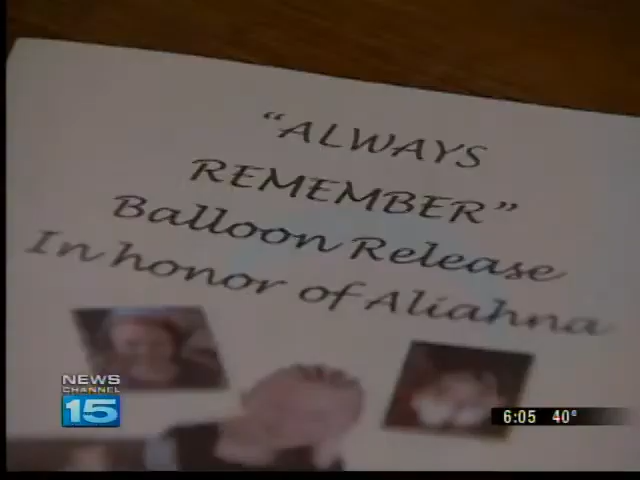 "ALWAYS
REMEMBER"
Balloon Release
In honor of Aliahna
NEWS
CHANNEL
15
6:05 40°